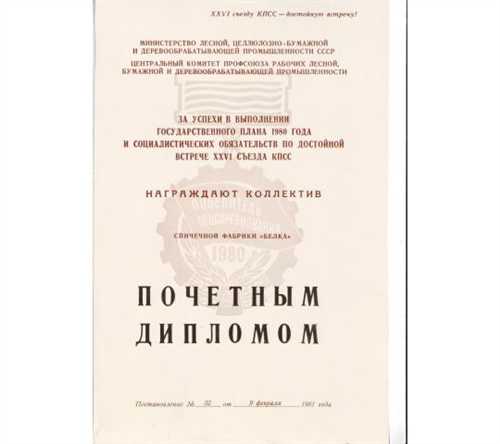 XXVI съезду КПСС — достойную встречу!
МИНИСТЕРСТВО ЛЕСНОЙ, ЦЕЛЛЮЛОЗНО-БУМАЖНОЙ
И ДЕРЕВООБРАБАТЫВАЮЩЕЙ ПРОМЫШЛЕННОСТИ СССР
ЦЕНТРАЛЬНЫЙ КОМИТЕТ ПРОФСОЮЗА РАБОЧИХ ЛЕСНОЙ,
БУМАЖНОЙ И ДЕРЕВООБРАБАТЫВАЮЩЕЙ ПРОМЫШЛЕННОСТИ
ЗА УСПЕХИ В ВЫПОЛНЕНИИ
ГОСУДАРСТВЕННОГО ПЛАНА 1980 ГОДА
И СОЦИАЛИСТИЧЕСКИХ ОБЯЗАТЕЛЬСТВ ПО ДОСТОЙНОЙ
ВСТРЕЧЕ XXVI СЪЕЗДА КПСС
НАГРАЖДАЮТ КОЛЛЕКТИВ
СПИЧЕЧНОЙ ФАБРИКИ «БЕЛКА»
1980
ПОЧЕТНЫМ
ДИПЛОМОМ
Постановление № 32 от февраля 1981 года